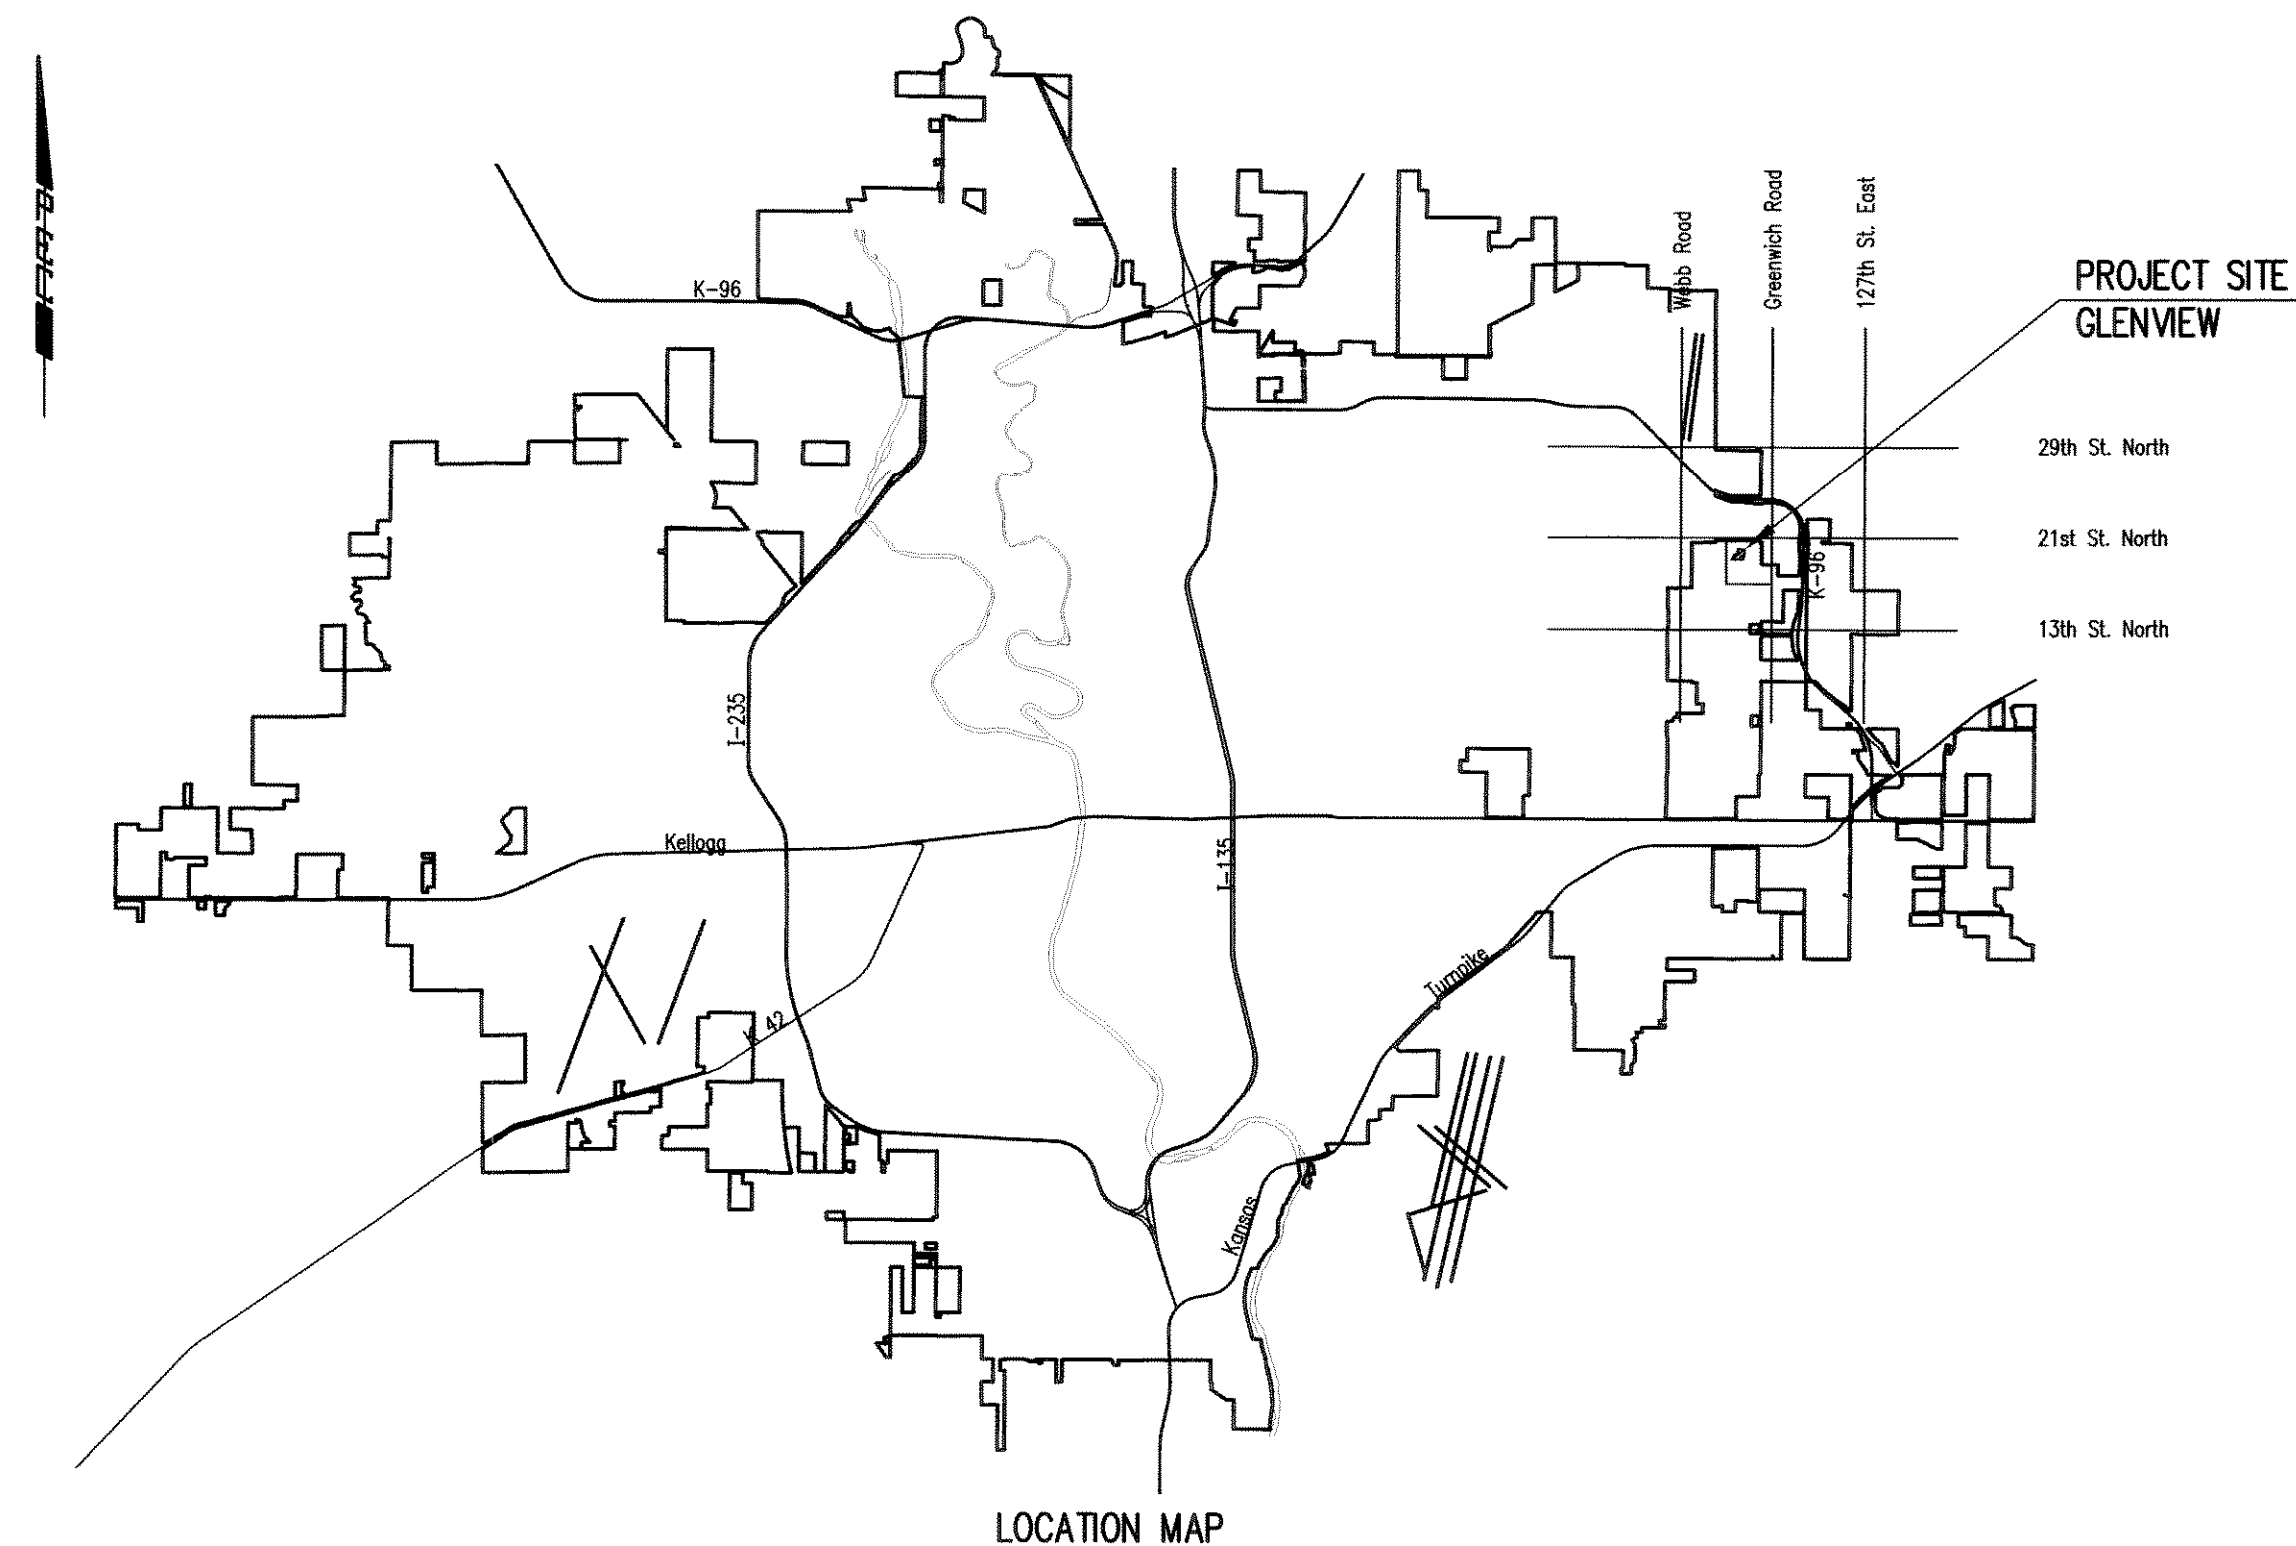 K-96
Webb Road
Greenwich Road
127th St. East
PROJECT SITE
GLENVIEW
29th St. North
21st St. North
K-96
13th St. North
I-235
Kellogg
I-135
Turnpike
K 42
Kansas
LOCATION MAP